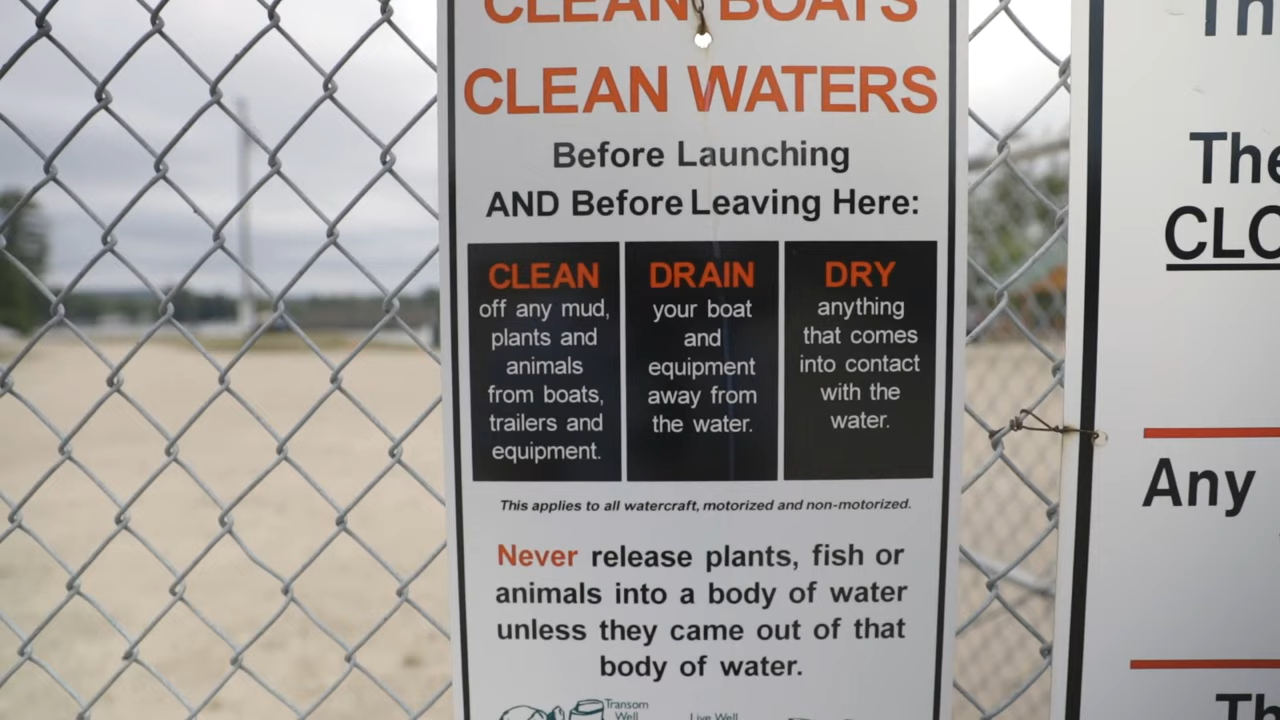 CLEAN BOATS
CLEAN WATERS
Before Launching
AND Before Leaving Here:
CLEAN
off any mud,
plants and
animals
from boats,
trailers and
equipment.
DRAIN
your boat
and
equipment
away from
the water.
DRY
anything
that comes
into contact
with the
water.
This applies to all watercraft, motorized and non-motorized.
Never release plants, fish or
animals into a body of water
unless they came out of that
body of water.
Transom
Well
Live Well
Any